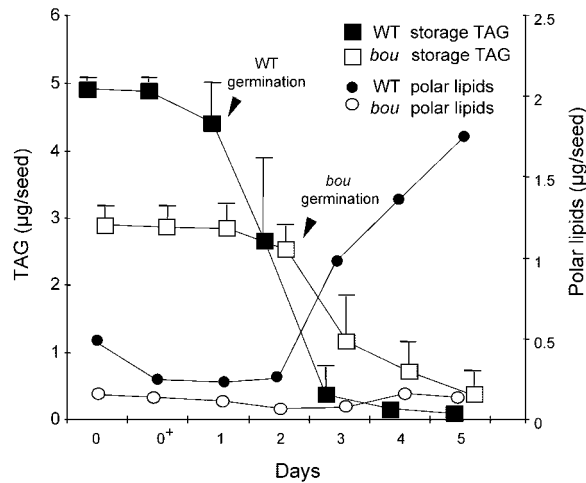 6
5
4
3
2
1
0
TAG (µg/seed)
2.5
2
1.5
1
0.5
0
Polar lipids (µg/seed)
WT storage TAG
bou storage TAG
WT polar lipids
bou polar lipids
WT
germination
bou
germination
0 0+ 1 2 3 4 5
Days